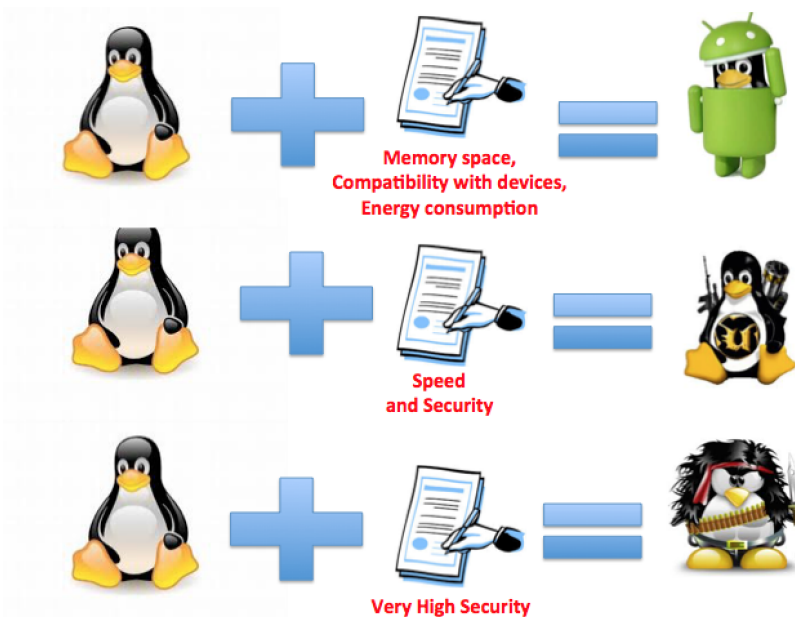 Memory space,
Compatibility with devices,
Energy consumption
Speed
and Security
Very High Security